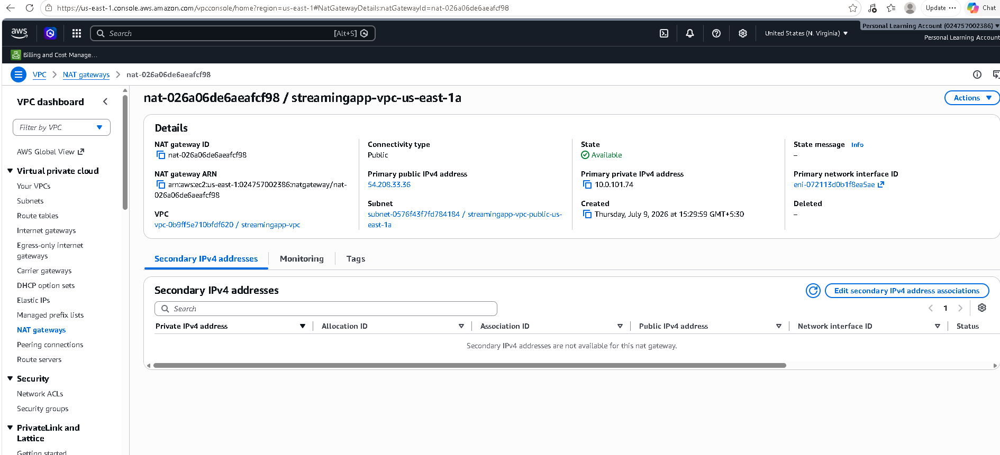 https://us-east-1.console.aws.amazon.com/vpcconsole/home?region=us-east-1#NatGatewayDetails:natGatewayId=nat-026a06de6aeafcf98
Update
Chat
aws
Search
[Alt+S]
United States (N. Virginia)
Personal Learning Account (024757002386)
Personal Learning Account
Billing and Cost Manage...
VPC
NAT gateways
nat-026a06de6aeafcf98
VPC dashboard
Filter by VPC
AWS Global View
Virtual private cloud
Your VPCs
Subnets
Route tables
Internet gateways
Egress-only internet
gateways
Carrier gateways
DHCP option sets
Elastic IPs
Managed prefix lists
NAT gateways
Peering connections
Route servers
Security
Network ACLs
Security groups
PrivateLink and
Lattice
Getting started
nat-026a06de6aeafcf98 / streamingapp-vpc-us-east-1a
Actions
Details
NAT gateway ID
nat-026a06de6aeafcf98
NAT gateway ARN
arn:aws:ec2:us-east-1:024757002386:natgateway/nat-
026a06de6aeafcf98
VPC
vpc-0b9ff5e710bfdf620 / streamingapp-vpc
Connectivity type
Public
Primary public IPv4 address
54.208.33.36
Subnet
subnet-0576f43f7fd784184 / streamingapp-vpc-public-us-
east-1a
State
Available
Primary private IPv4 address
10.0.101.74
Created
Thursday, July 9, 2026 at 15:29:59 GMT+5:30
State message Info
–
Primary network interface ID
eni-072113d0b1f8ea5ae
Deleted
–
Secondary IPv4 addresses
Monitoring
Tags
Secondary IPv4 addresses
Edit secondary IPv4 address associations
Search
1
Private IPv4 address
Allocation ID
Association ID
Public IPv4 address
Network interface ID
Status
Secondary IPv4 addresses are not available for this nat gateway.